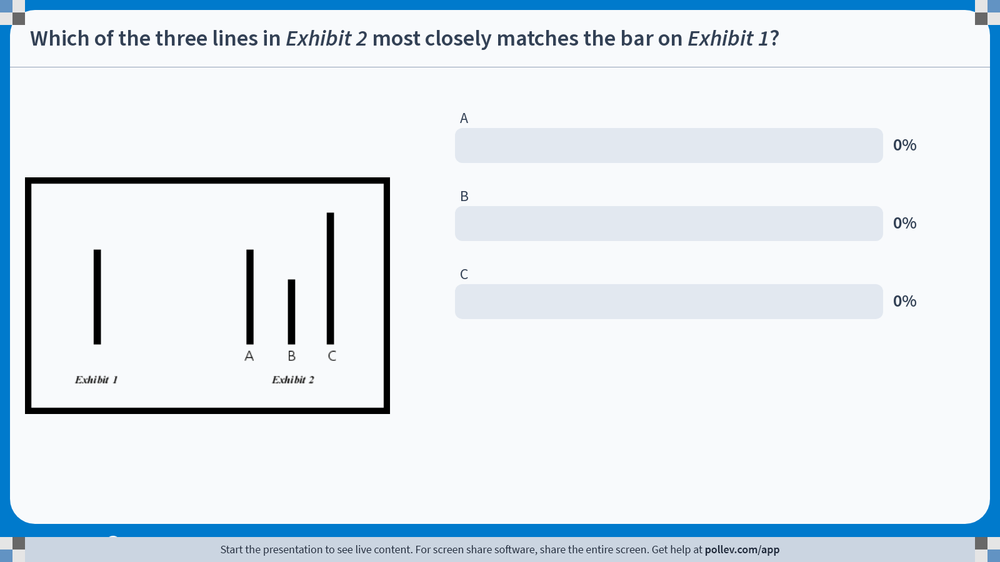 Which of the three lines in Exhibit 2 most closely matches the bar on Exhibit 1?
A
0%
B
0%
C
0%
A B C
Exhibit 1 Exhibit 2
Start the presentation to see live content. For screen share software, share the entire screen. Get help at pollev.com/app